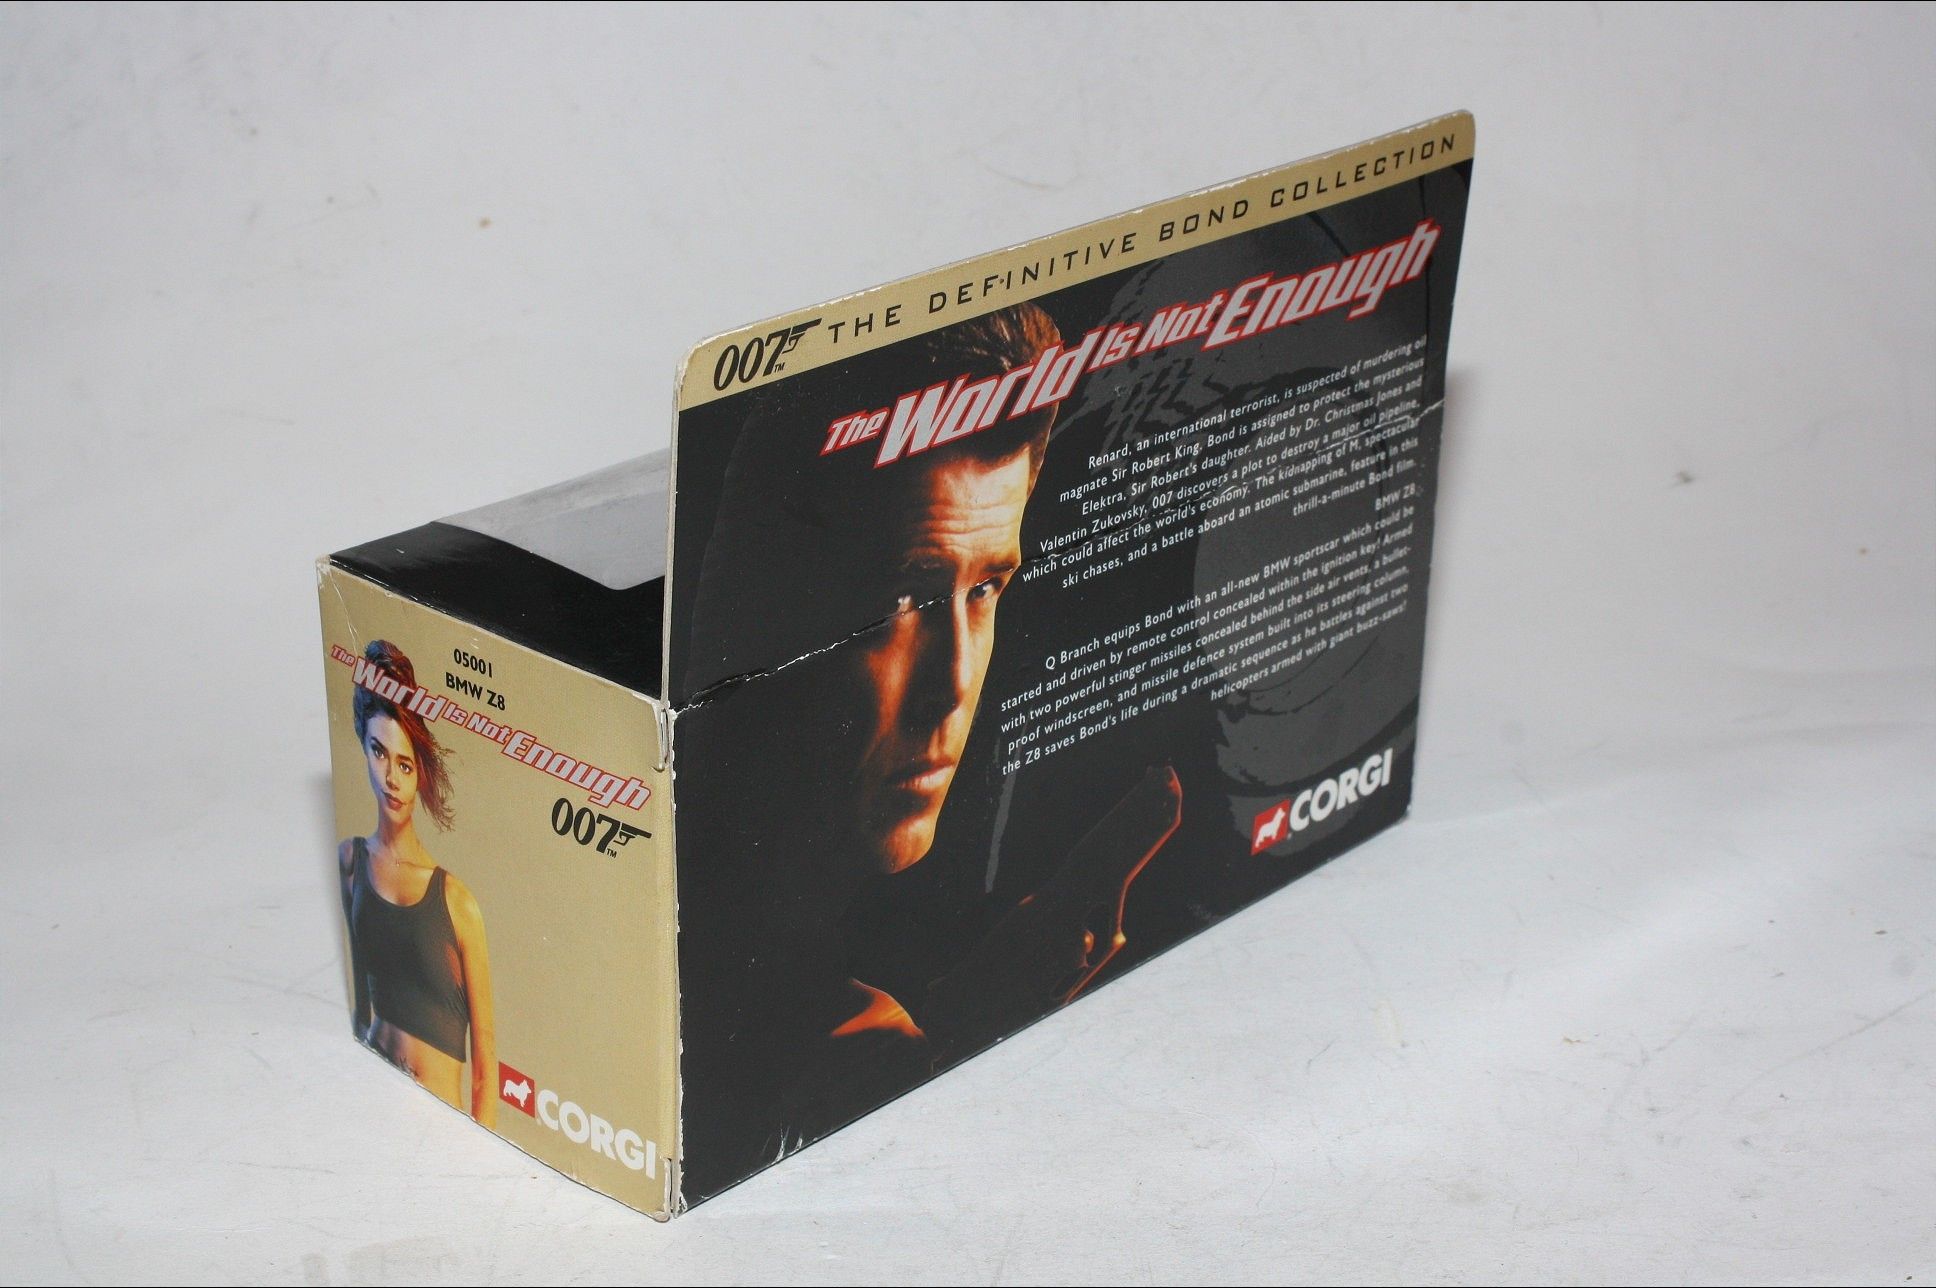 007 TM THE DEFINITIVE BOND COLLECTION
The World Is Not Enough
Renard, an international terrorist, is suspected of murdering oil
magnate Sir Robert King. Bond is assigned to protect the mysterious
Elektra, Sir Robert's daughter. Aided by Dr. Christmas Jones and
Valentin Zukovsky, 007 discovers a plot to destroy a major oil pipeline,
which could affect the world's economy. The kidnapping of M, spectacular
ski chases, and a battle aboard an atomic submarine, feature in this
thrill-a-minute Bond film.
BMW Z8
Q Branch equips Bond with an all-new BMW sportscar which could be
started and driven by remote control concealed within the ignition key! Armed
with two powerful stinger missiles concealed behind the side air vents, a bullet-
proof windscreen, and missile defence system built into its steering column,
the Z8 saves Bond's life during a dramatic sequence as he battles against two
helicopters armed with giant buzz-saws!
CORGI
05001
BMW Z8
The World Is Not Enough
007 TM
CORGI